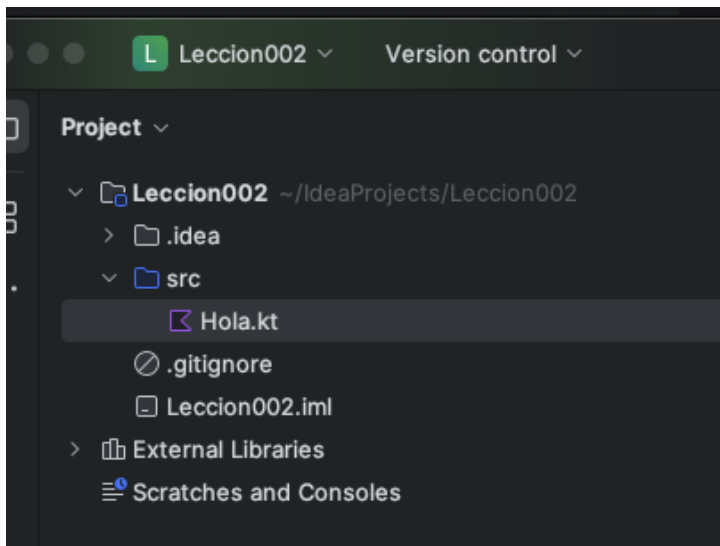 L Leccion002 Version control
Project
Leccion002 ~/IdeaProjects/Leccion002
.idea
src
Hola.kt
.gitignore
Leccion002.iml
External Libraries
Scratches and Consoles